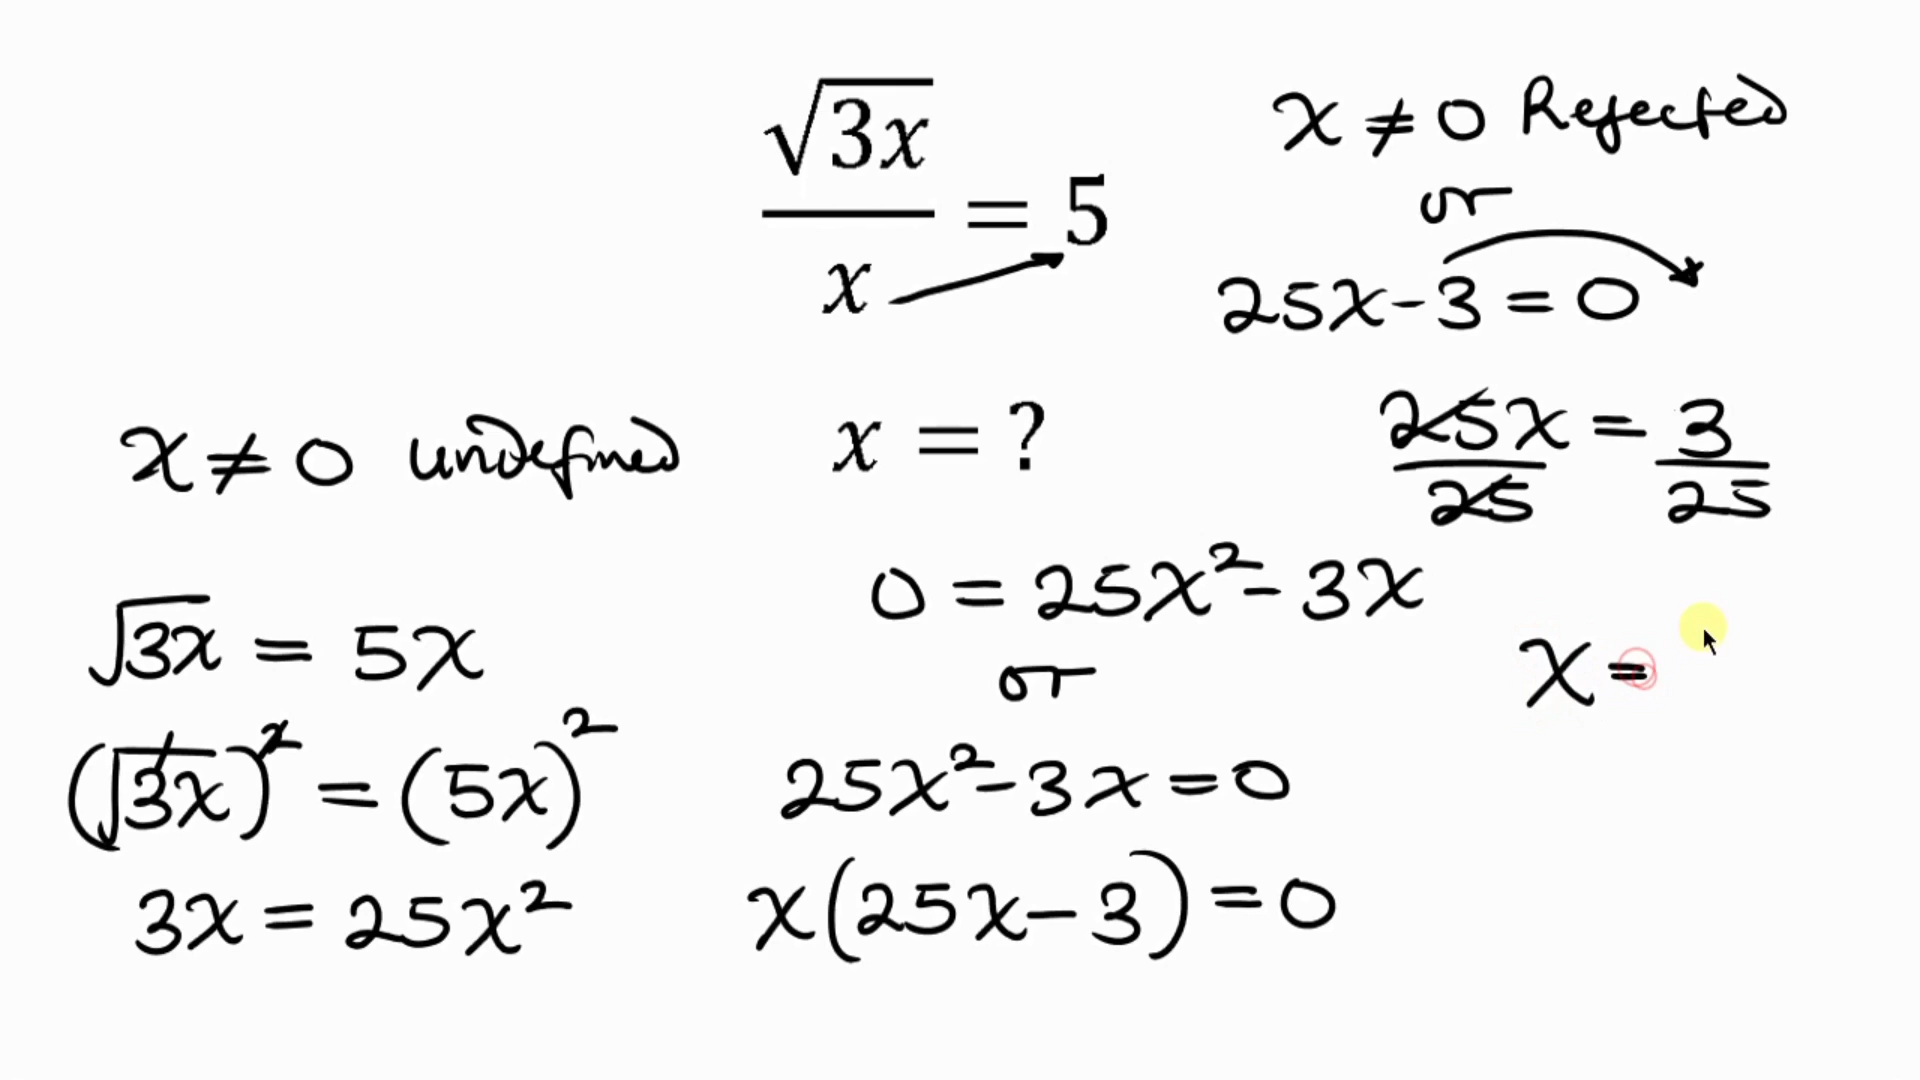 √3x / x = 5
x = ?
x ≠ 0 undefined
√3x = 5x
(√3x)² = (5x)²
3x = 25x²
0 = 25x² - 3x
or
25x² - 3x = 0
x(25x - 3) = 0
x ≠ 0 Rejected
or
25x - 3 = 0
25x / 25 = 3 / 25
x =